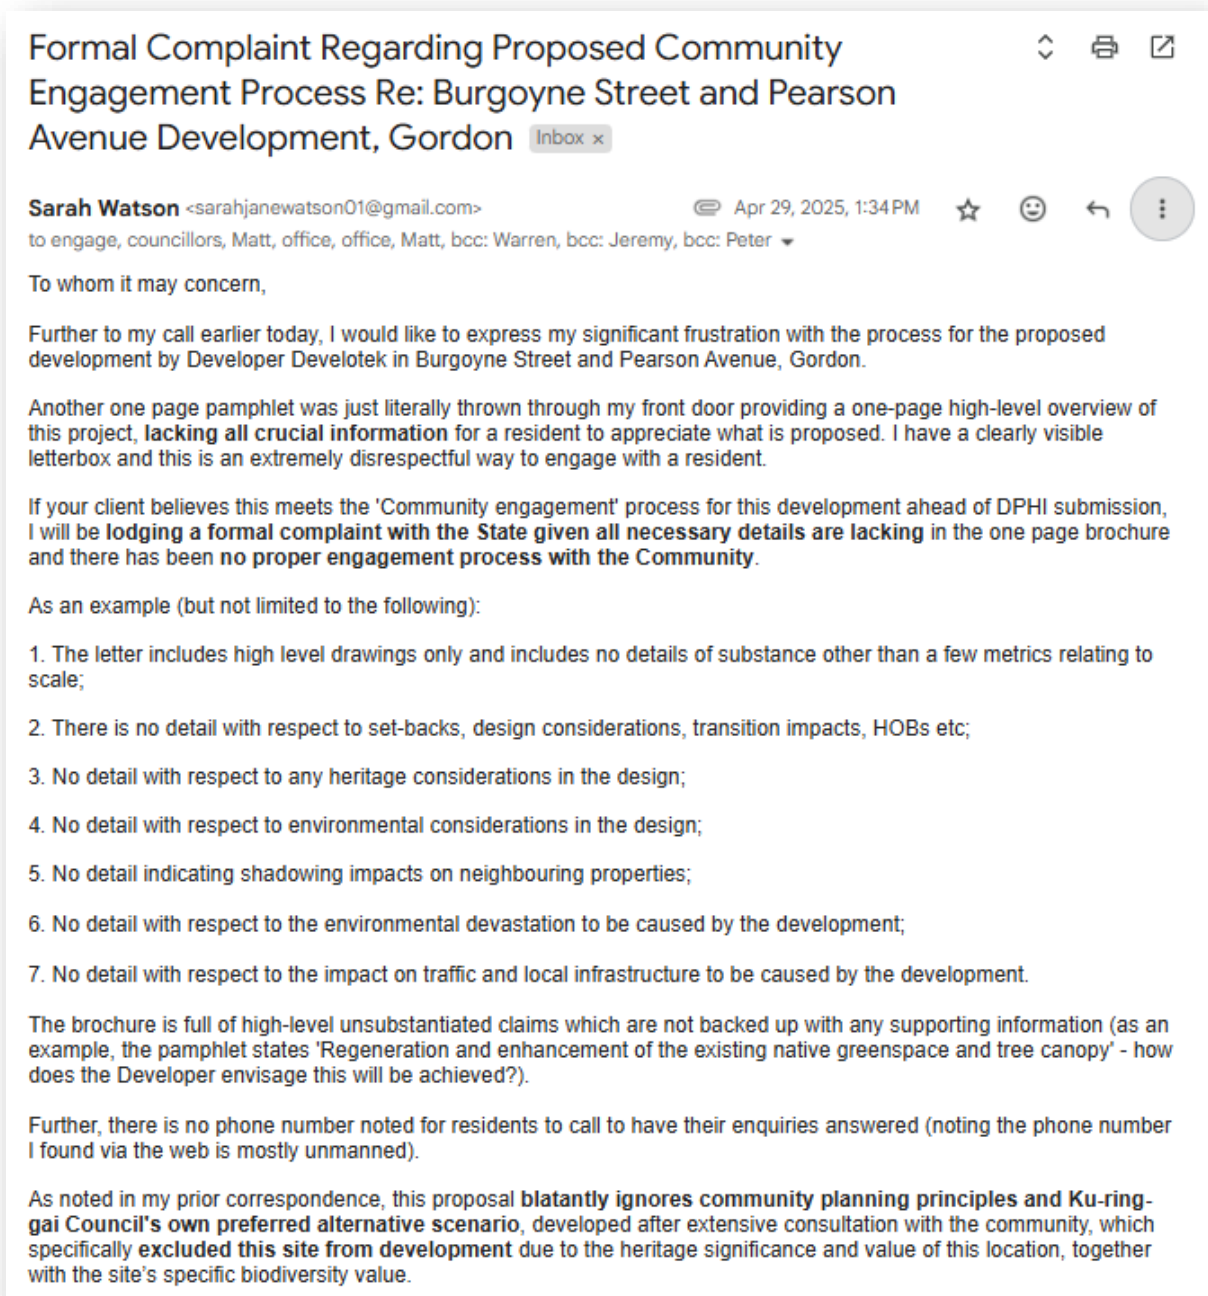 Formal Complaint Regarding Proposed Community
Engagement Process Re: Burgoyne Street and Pearson
Avenue Development, Gordon Inbox ×
Sarah Watson <sarahjanewatson01@gmail.com> Apr 29, 2025, 1:34 PM
to engage, councillors, Matt, office, office, Matt, bcc: Warren, bcc: Jeremy, bcc: Peter
To whom it may concern,
Further to my call earlier today, I would like to express my significant frustration with the process for the proposed
development by Developer Develotek in Burgoyne Street and Pearson Avenue, Gordon.
Another one page pamphlet was just literally thrown through my front door providing a one-page high-level overview of
this project, lacking all crucial information for a resident to appreciate what is proposed. I have a clearly visible
letterbox and this is an extremely disrespectful way to engage with a resident.
If your client believes this meets the 'Community engagement' process for this development ahead of DPHI submission,
I will be lodging a formal complaint with the State given all necessary details are lacking in the one page brochure
and there has been no proper engagement process with the Community.
As an example (but not limited to the following):
1. The letter includes high level drawings only and includes no details of substance other than a few metrics relating to
scale;
2. There is no detail with respect to set-backs, design considerations, transition impacts, HOBs etc;
3. No detail with respect to any heritage considerations in the design;
4. No detail with respect to environmental considerations in the design;
5. No detail indicating shadowing impacts on neighbouring properties;
6. No detail with respect to the environmental devastation to be caused by the development;
7. No detail with respect to the impact on traffic and local infrastructure to be caused by the development.
The brochure is full of high-level unsubstantiated claims which are not backed up with any supporting information (as an
example, the pamphlet states 'Regeneration and enhancement of the existing native greenspace and tree canopy' - how
does the Developer envisage this will be achieved?).
Further, there is no phone number noted for residents to call to have their enquiries answered (noting the phone number
I found via the web is mostly unmanned).
As noted in my prior correspondence, this proposal blatantly ignores community planning principles and Ku-ring-
gai Council's own preferred alternative scenario, developed after extensive consultation with the community, which
specifically excluded this site from development due to the heritage significance and value of this location, together
with the site's specific biodiversity value.